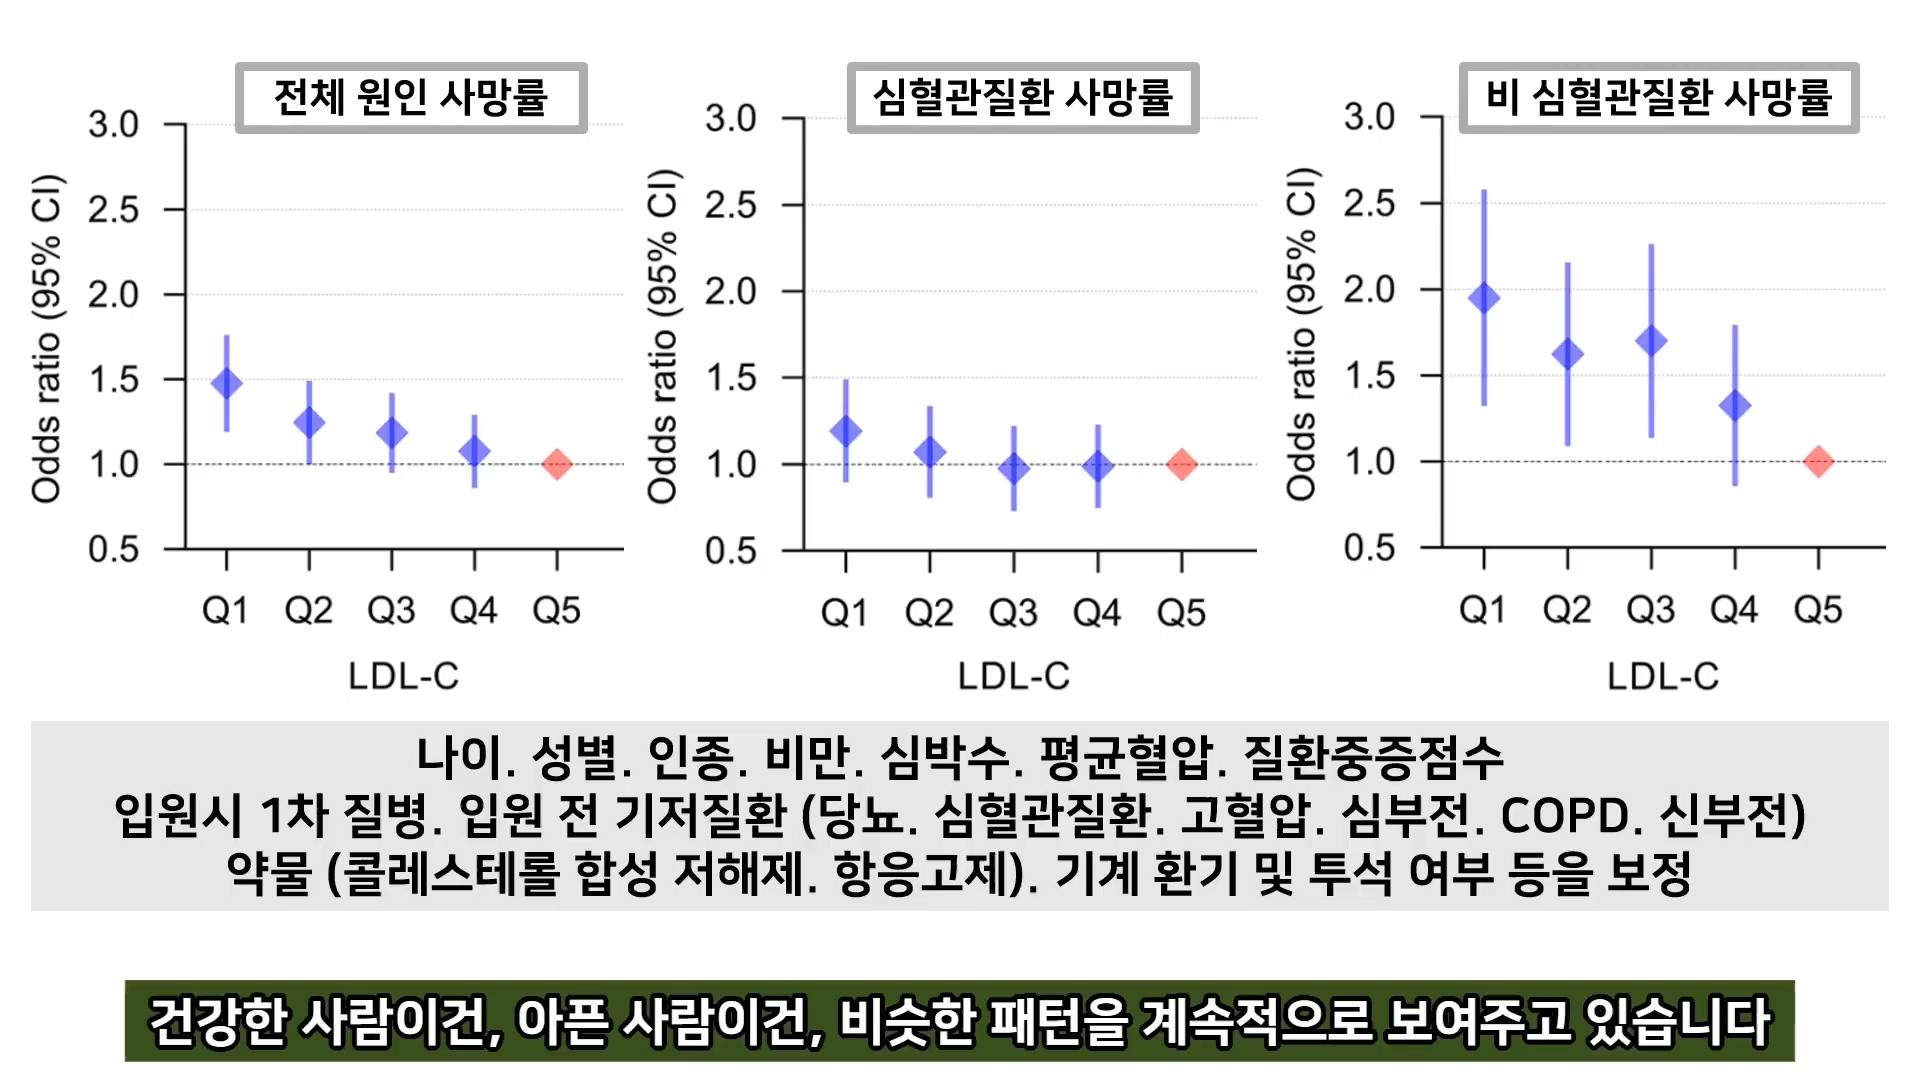 전체 원인 사망률
3.0
2.5
2.0
1.5
1.0
0.5
Odds ratio (95% CI)
Q1 Q2 Q3 Q4 Q5
LDL-C
심혈관질환 사망률
3.0
2.5
2.0
1.5
1.0
0.5
Odds ratio (95% CI)
Q1 Q2 Q3 Q4 Q5
LDL-C
비 심혈관질환 사망률
3.0
2.5
2.0
1.5
1.0
0.5
Odds ratio (95% CI)
Q1 Q2 Q3 Q4 Q5
LDL-C
나이. 성별. 인종. 비만. 심박수. 평균혈압. 질환중증점수
입원시 1차 질병. 입원 전 기저질환 (당뇨. 심혈관질환. 고혈압. 심부전. COPD. 신부전)
약물 (콜레스테롤 합성 저해제. 항응고제). 기계 환기 및 투석 여부 등을 보정
건강한 사람이건, 아픈 사람이건, 비슷한 패턴을 계속적으로 보여주고 있습니다